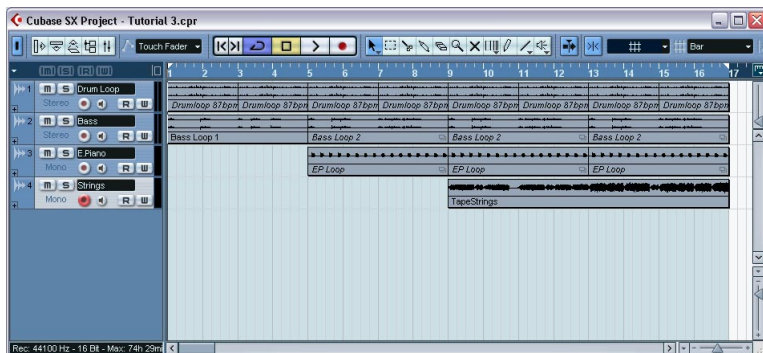 Cubase SX Project - Tutorial 3.cpr
Touch Fader
Bar
m S R W
1 2 3 4 5 6 7 8 9 10 11 12 13 14 15 16 17
1 m S Drum Loop
Stereo R W
Drumloop 87bpm Drumloop 87bpm Drumloop 87bpm Drumloop 87bpm Drumloop 87bpm Drumloop 87bpm Drumloop 87bpm Drumloop 87bpm
2 m S Bass
Stereo R W
Bass Loop 1 Bass Loop 2 Bass Loop 2 Bass Loop 2
3 m S E.Piano
Mono R W
EP Loop EP Loop EP Loop
4 m S Strings
Mono R W
TapeStrings
Rec: 44100 Hz - 16 Bit - Max: 74h 29m